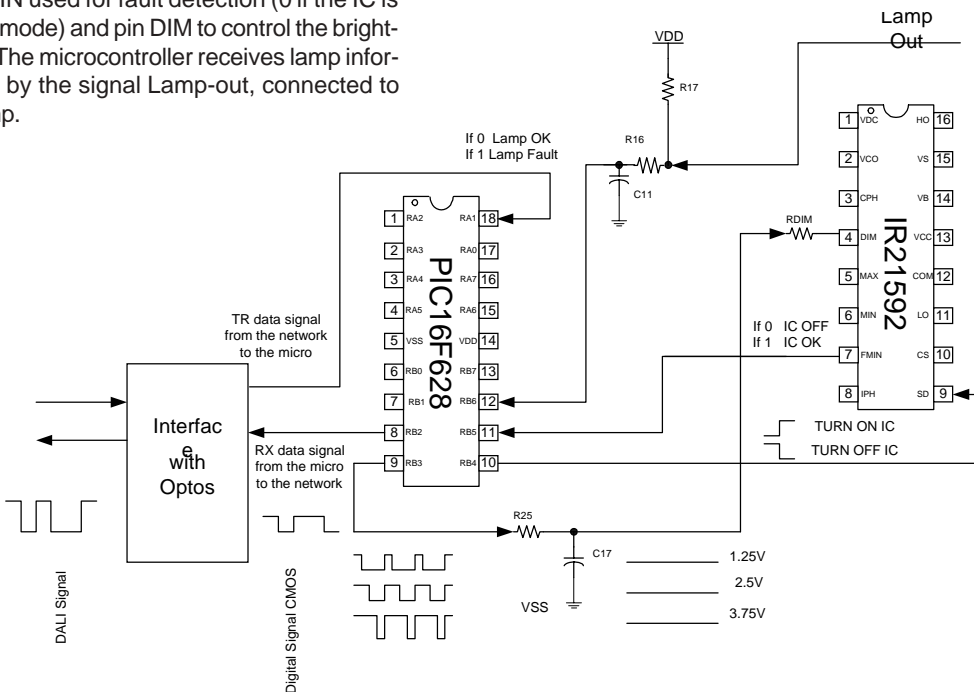 IN used for fault detection (0 if the IC is
mode) and pin DIM to control the bright-
The microcontroller receives lamp infor-
by the signal Lamp-out, connected to
Lamp
Out
VDD
R17
R16
C11
If 0 Lamp OK
If 1 Lamp Fault
1 RA2
2 RA3
3 RA4
4 RA5
5 VSS
6 RB0
7 RB1
8 RB2
9 RB3
PIC16F628
RA1 18
RA0 17
RA7 16
RA6 15
VDD 14
RB7 13
RB6 12
RB5 11
RB4 10
RDIM
1 VDC
2 VCO
3 CPH
4 DIM
5 MAX
6 MIN
7 FMIN
8 IPH
IR21592
HO 16
VS 15
VB 14
VCC 13
COM 12
LO 11
CS 10
SD 9
If 0 IC OFF
If 1 IC OK
TURN ON IC
TURN OFF IC
TR data signal
from the network
to the micro
Interfac
e
with
Optos
RX data signal
from the micro
to the network
R25
C17
VSS
1.25V
2.5V
3.75V
DALI Signal
Digital Signal CMOS